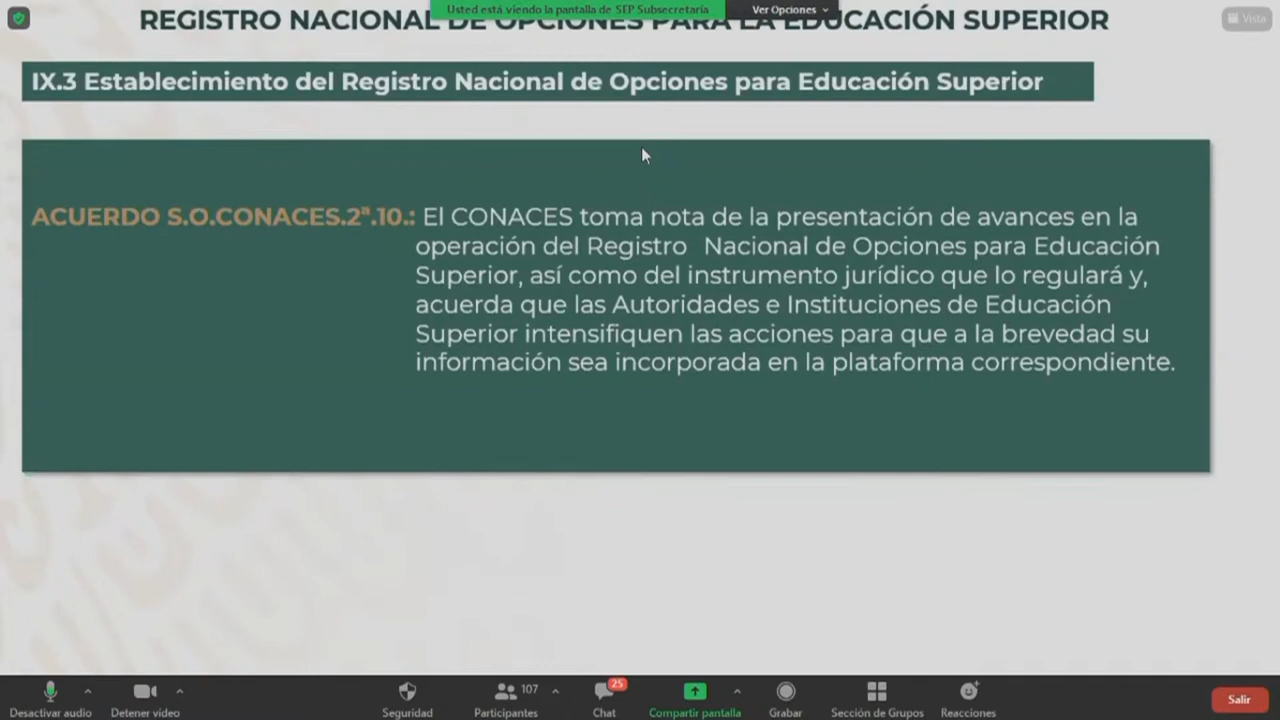 Usted está viendo la pantalla de SEP Subsecretaría
Ver Opciones
Vista
REGISTRO NACIONAL DE OPCIONES PARA LA EDUCACIÓN SUPERIOR
IX.3 Establecimiento del Registro Nacional de Opciones para Educación Superior
ACUERDO S.O.CONACES.2ª.10.: El CONACES toma nota de la presentación de avances en la
operación del Registro Nacional de Opciones para Educación
Superior, así como del instrumento jurídico que lo regulará y,
acuerda que las Autoridades e Instituciones de Educación
Superior intensifiquen las acciones para que a la brevedad su
información sea incorporada en la plataforma correspondiente.
Desactivar audio
Detener video
Seguridad
107
Participantes
25
Chat
Compartir pantalla
Grabar
Sección de Grupos
Reacciones
Salir